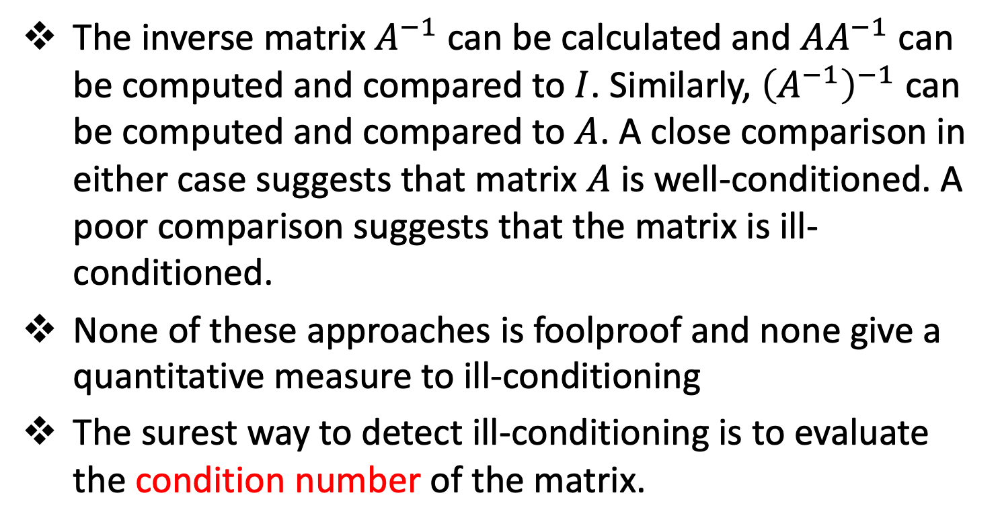 ❖ The inverse matrix A⁻¹ can be calculated and AA⁻¹ can
be computed and compared to I. Similarly, (A⁻¹)⁻¹ can
be computed and compared to A. A close comparison in
either case suggests that matrix A is well-conditioned. A
poor comparison suggests that the matrix is ill-
conditioned.
❖ None of these approaches is foolproof and none give a
quantitative measure to ill-conditioning
❖ The surest way to detect ill-conditioning is to evaluate
the condition number of the matrix.